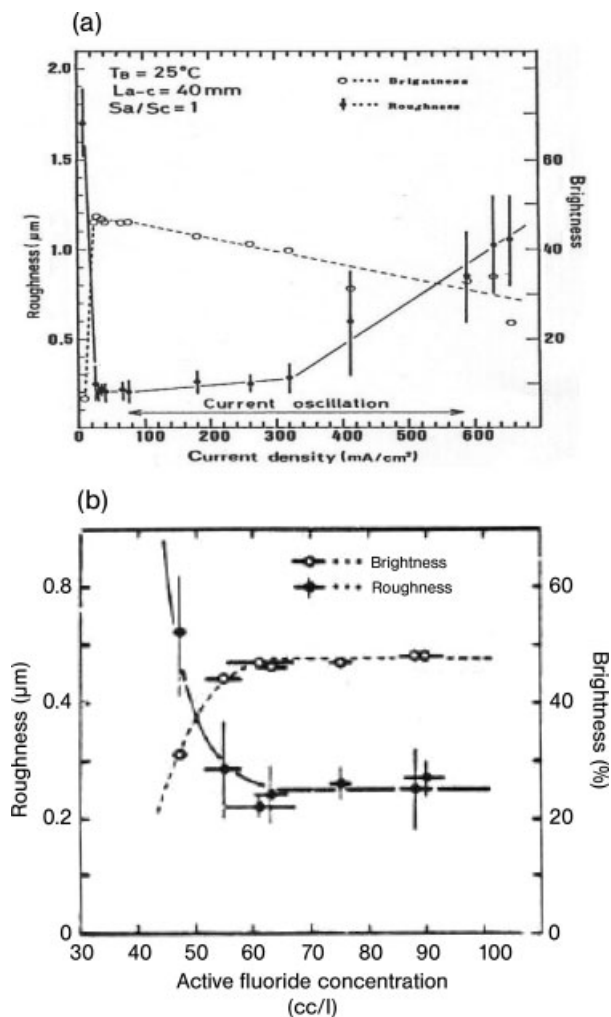 (a)
2.0
1.5
1.0
0.5
Roughness (μm)
T_B = 25°C
La-c = 40 mm
Sa/Sc = 1
Brightness
Roughness
60
40
20
Brightness
Current oscillation
0 100 200 300 400 500 600
Current density (mA/cm²)
(b)
0.8
0.4
0.2
0
Roughness (μm)
Brightness
Roughness
80
60
40
20
0
Brightness (%)
30 40 50 60 70 80 90 100
Active fluoride concentration
(cc/l)